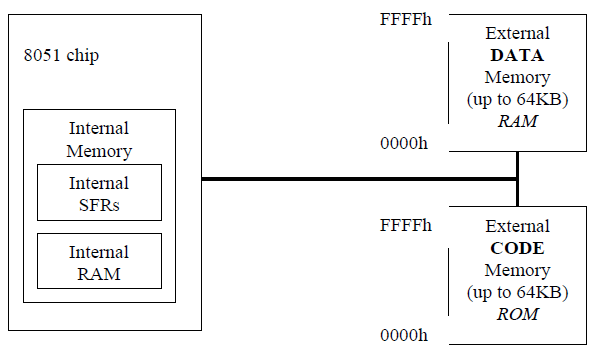 8051 chip
Internal
Memory
Internal
SFRs
Internal
RAM
FFFFh
0000h
External
DATA
Memory
(up to 64KB)
RAM
FFFFh
0000h
External
CODE
Memory
(up to 64KB)
ROM